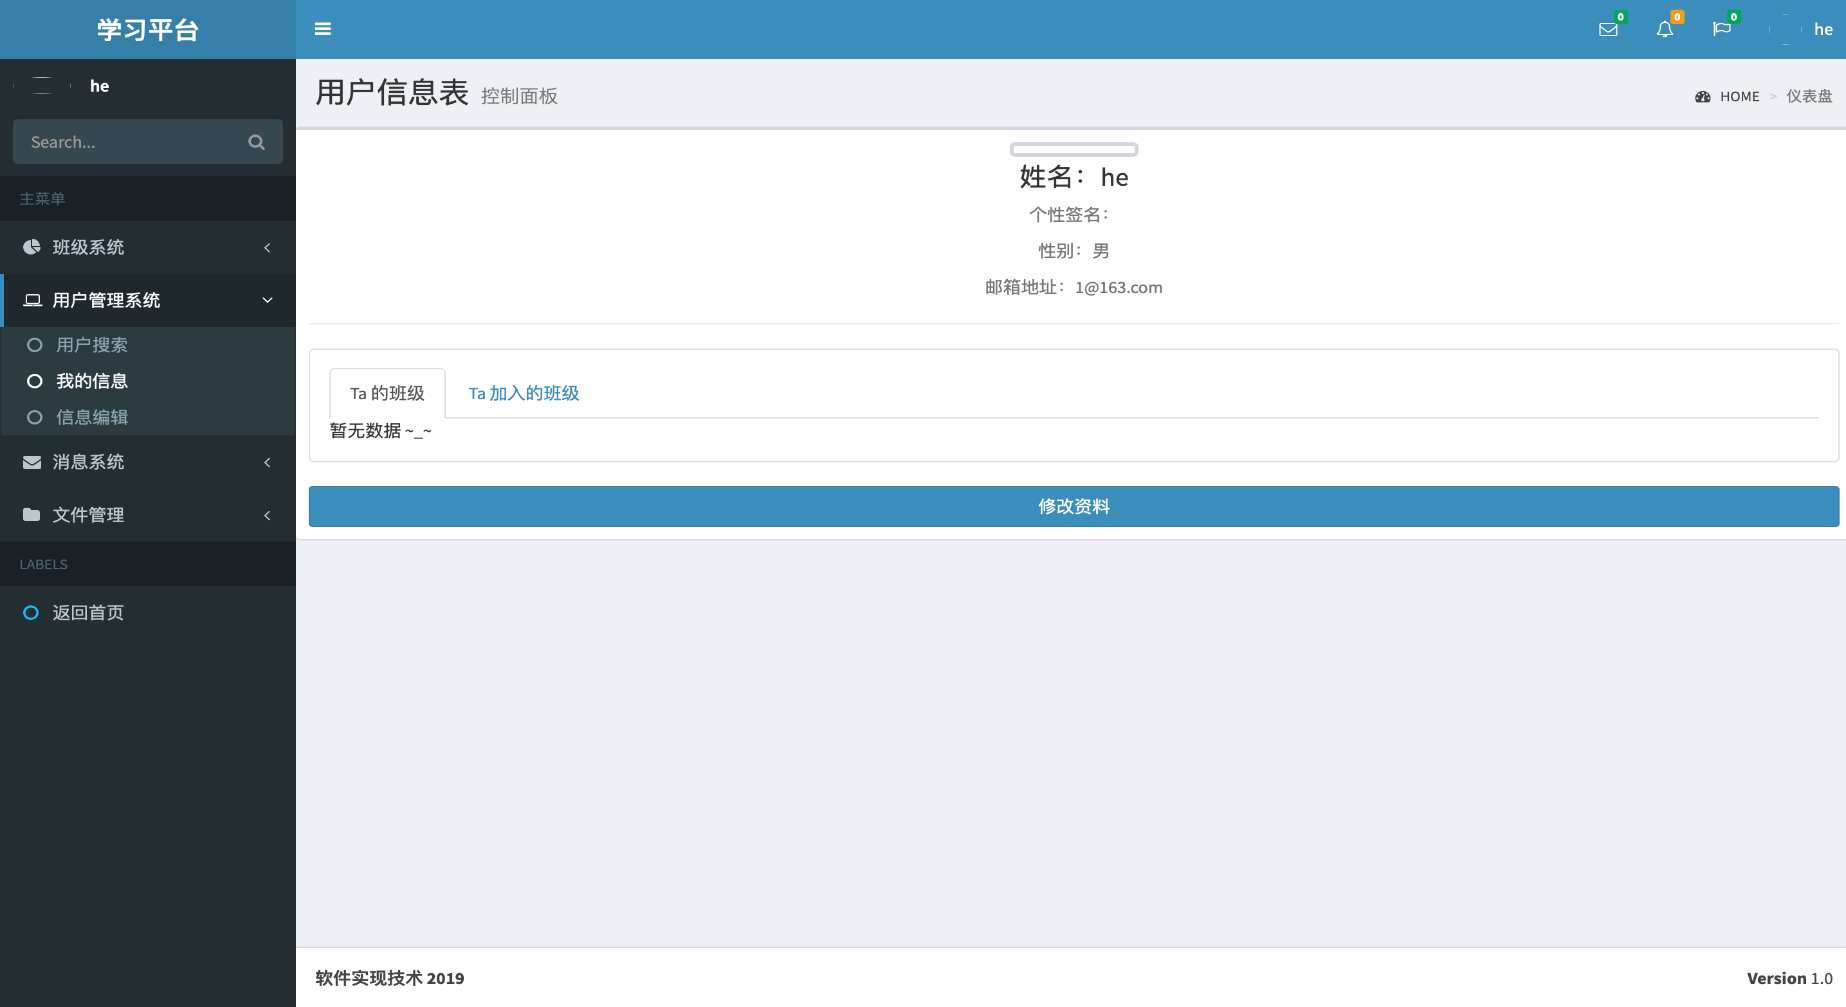 学习平台
0
0
0
he
he
Search...
主菜单
班级系统
用户管理系统
用户搜索
我的信息
信息编辑
消息系统
文件管理
LABELS
返回首页
用户信息表 控制面板
HOME > 仪表盘
姓名：he
个性签名：
性别：男
邮箱地址：1@163.com
Ta 的班级
Ta 加入的班级
暂无数据 ~_~
修改资料
软件实现技术 2019
Version 1.0